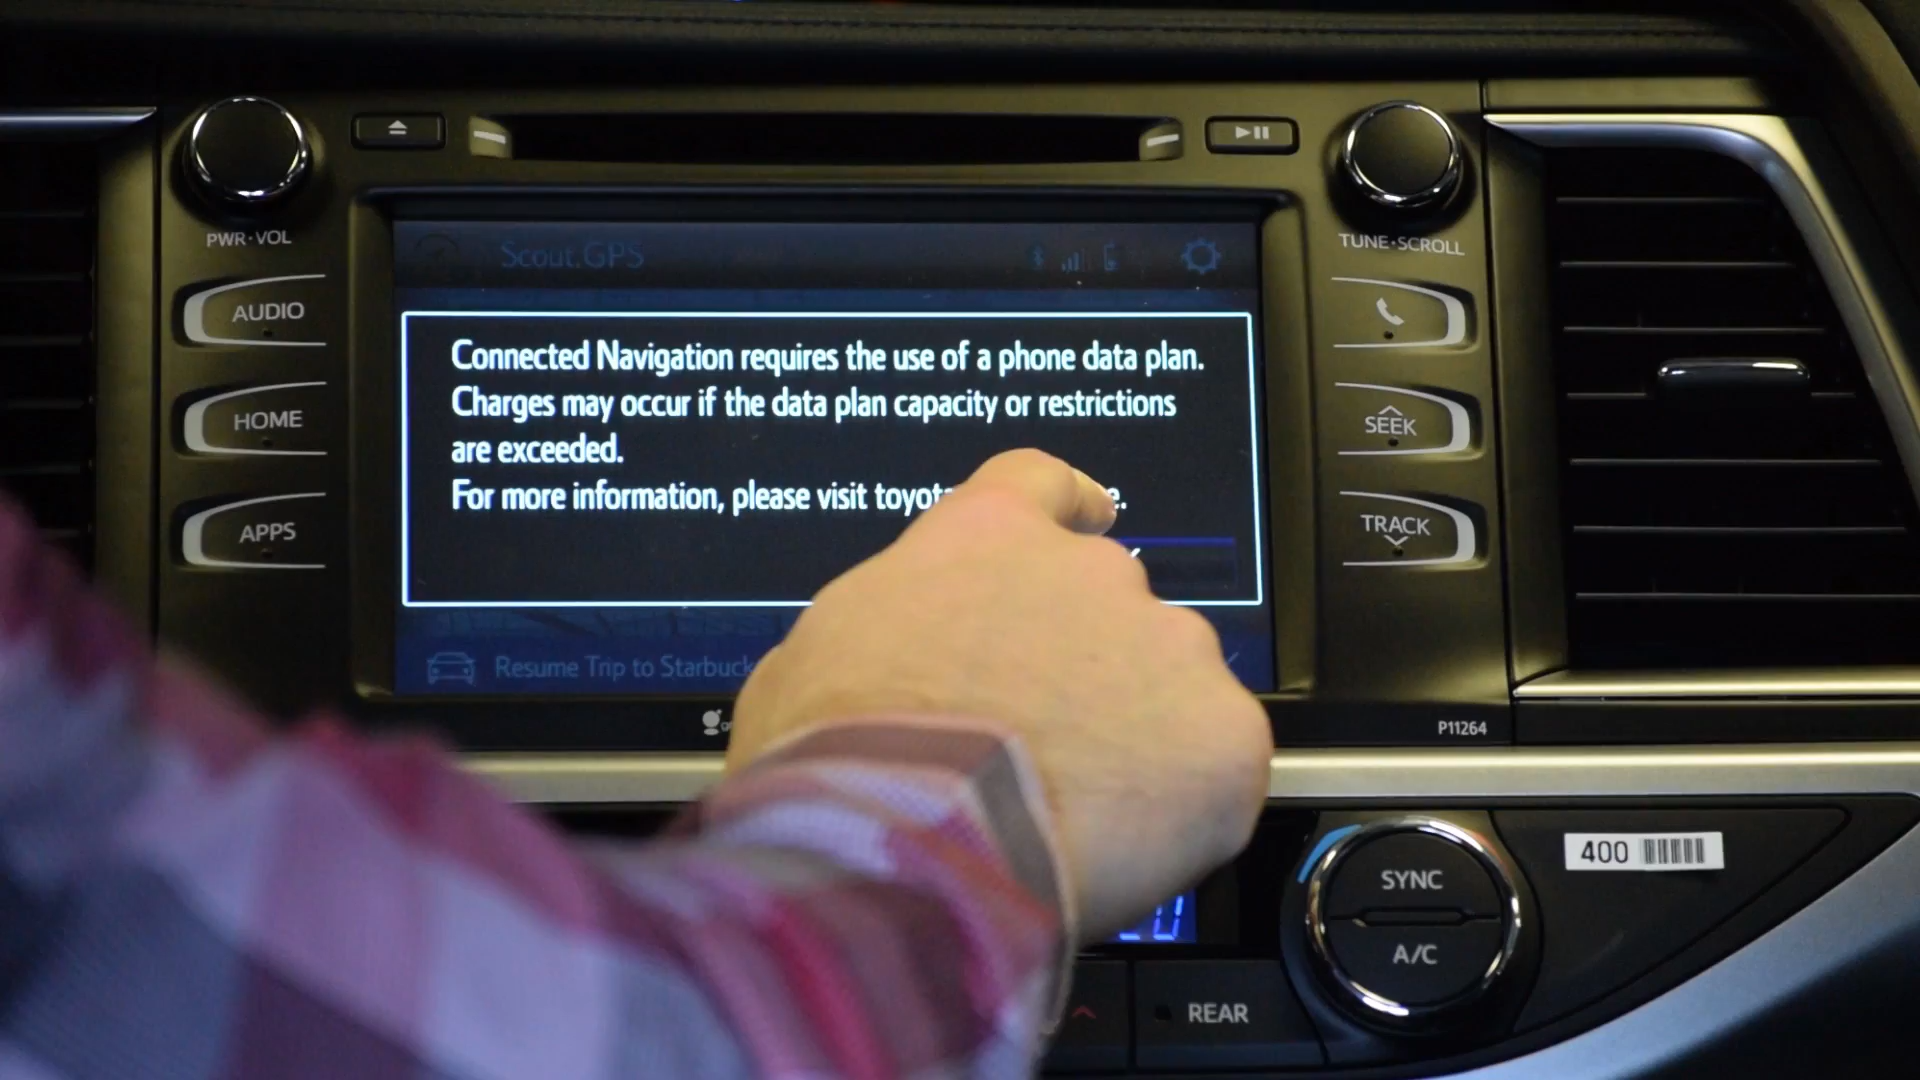 PWR·VOL
AUDIO
HOME
APPS
Scout.GPS
Connected Navigation requires the use of a phone data plan.
Charges may occur if the data plan capacity or restrictions
are exceeded.
For more information, please visit
Resume Trip to
TUNE·SCROLL
SEEK
TRACK
P11264
400
SYNC
A/C
REAR